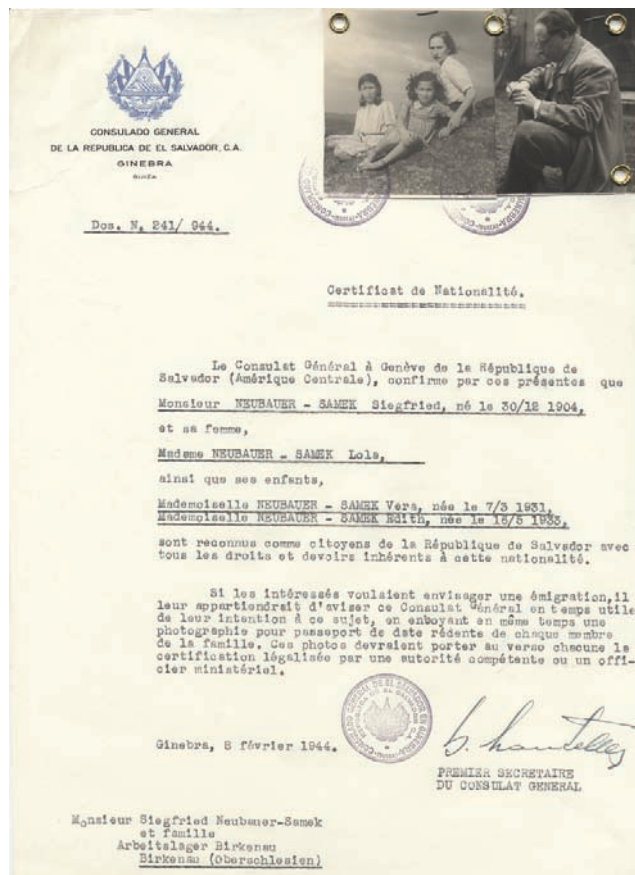 CONSULADO GENERAL
DE LA REPUBLICA DE EL SALVADOR, C.A.
GINEBRA
SUIZA
Dos. N. 241/ 944.
Certificat de Nationalité.
Le Consulat Général à Genève de la République de
Salvador (Amérique Centrale), confirme par ces présentes que
Monsieur NEUBAUER - SAMEK Siegfried, né le 30/12 1904,
et sa femme,
Madame NEUBAUER - SAMEK Lola,
ainsi que ses enfants,
Mademoiselle NEUBAUER - SAMEK Vera, née le 7/3 1931,
Mademoiselle NEUBAUER - SAMEK Edith, née le 16/5 1933,
sont reconnus comme citoyens de la République de Salvador avec
tous les droits et devoirs inhérents à cette nationalité.
Si les intéressés voulaient envisager une émigration, il
leur appartiendrait d'aviser ce Consulat Général en temps utile
de leur intention à ce sujet, en enboyant en même temps une
photographie pour passeport de date rédente de chaque membre
de la famille. Ces photos devraient porter au verso chacune la
certification légalisée par une autorité compétente ou un offi-
cier ministériel.
Ginebra, 8 février 1944.
PREMIER SECRETAIRE
DU CONSULAT GENERAL
Monsieur Siegfried Neubauer-Samek
et famille
Arbeitslager Birkenau
Birkenau (Oberschlesien)